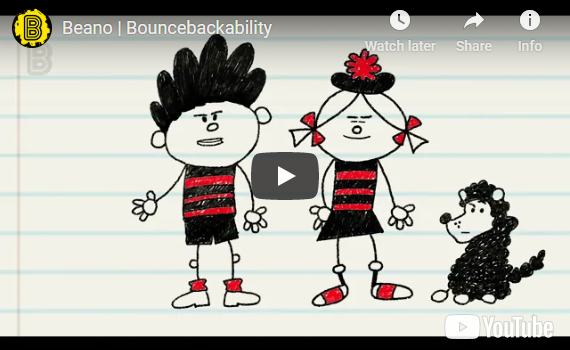 B Beano | Bouncebackability
Watch later Share Info
B
YouTube